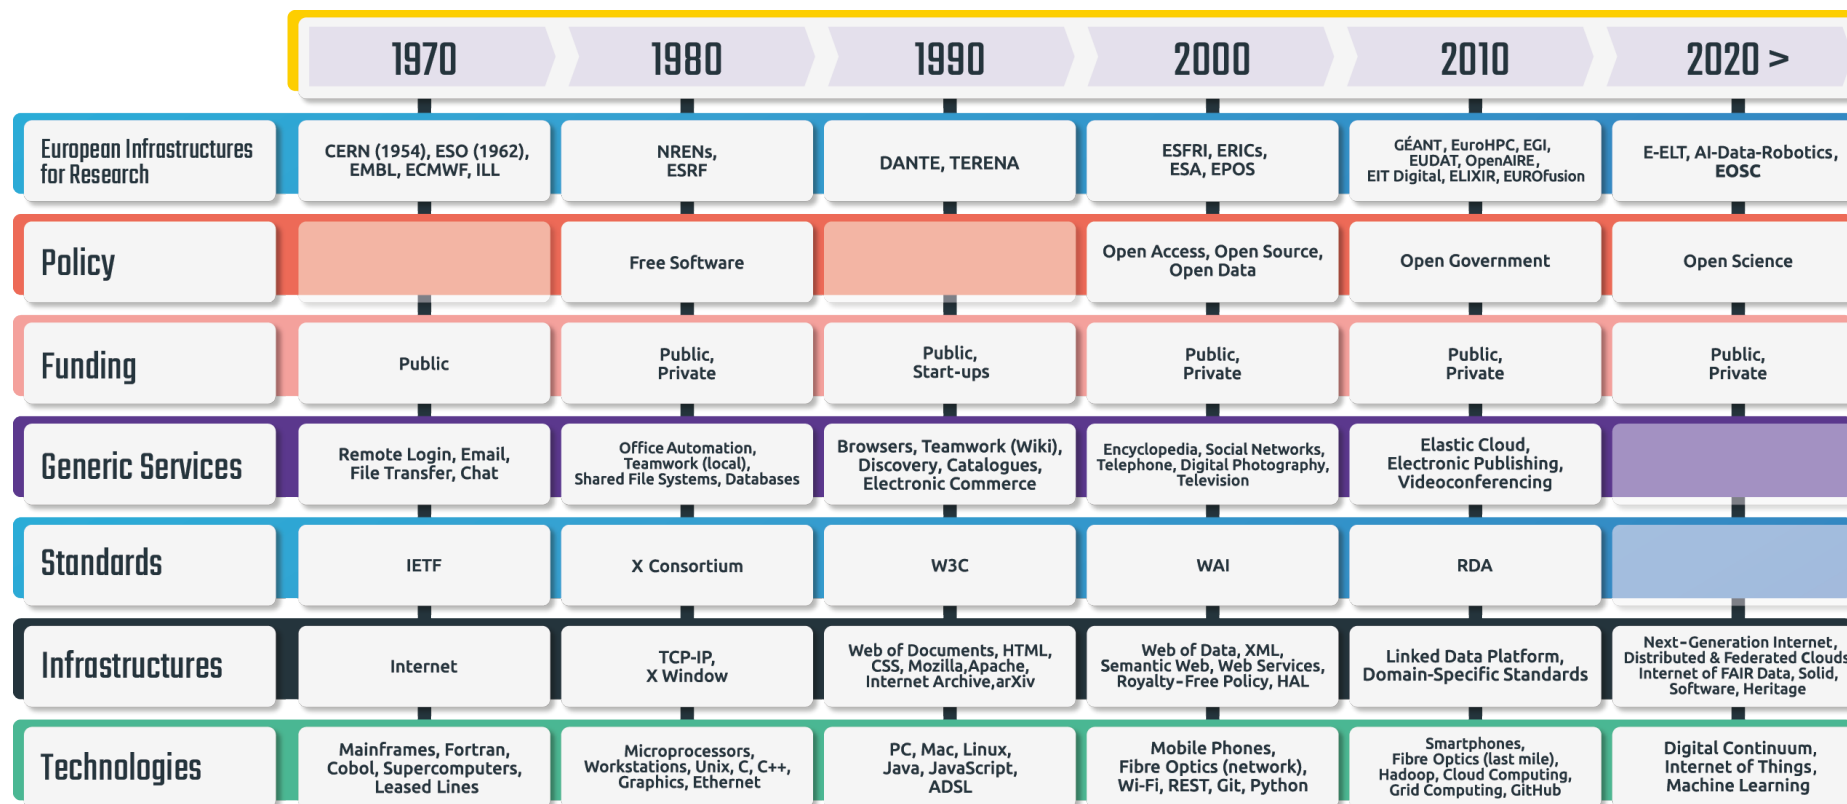 1970
1980
1990
2000
2010
2020 >
European Infrastructures
for Research
CERN (1954), ESO (1962),
EMBL, ECMWF, ILL
NRENs,
ESRF
DANTE, TERENA
ESFRI, ERICs,
ESA, EPOS
GÉANT, EuroHPC, EGI,
EUDAT, OpenAIRE,
EIT Digital, ELIXIR, EUROfusion
E-ELT, AI-Data-Robotics,
EOSC
Policy
Free Software
Open Access, Open Source,
Open Data
Open Government
Open Science
Funding
Public
Public,
Private
Public,
Start-ups
Public,
Private
Public,
Private
Public,
Private
Generic Services
Remote Login, Email,
File Transfer, Chat
Office Automation,
Teamwork (local),
Shared File Systems, Databases
Browsers, Teamwork (Wiki),
Discovery, Catalogues,
Electronic Commerce
Encyclopedia, Social Networks,
Telephone, Digital Photography,
Television
Elastic Cloud,
Electronic Publishing,
Videoconferencing
Standards
IETF
X Consortium
W3C
WAI
RDA
Infrastructures
Internet
TCP-IP,
X Window
Web of Documents, HTML,
CSS, Mozilla,Apache,
Internet Archive,arXiv
Web of Data, XML,
Semantic Web, Web Services,
Royalty-Free Policy, HAL
Linked Data Platform,
Domain-Specific Standards
Next-Generation Internet,
Distributed & Federated Clouds
Internet of FAIR Data, Solid,
Software, Heritage
Technologies
Mainframes, Fortran,
Cobol, Supercomputers,
Leased Lines
Microprocessors,
Workstations, Unix, C, C++,
Graphics, Ethernet
PC, Mac, Linux,
Java, JavaScript,
ADSL
Mobile Phones,
Fibre Optics (network),
Wi-Fi, REST, Git, Python
Smartphones,
Fibre Optics (last mile),
Hadoop, Cloud Computing,
Grid Computing, GitHub
Digital Continuum,
Internet of Things,
Machine Learning